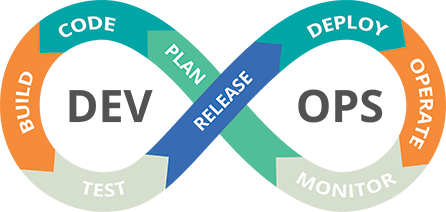 CODE
PLAN
BUILD
DEV
TEST
RELEASE
DEPLOY
OPS
OPERATE
MONITOR